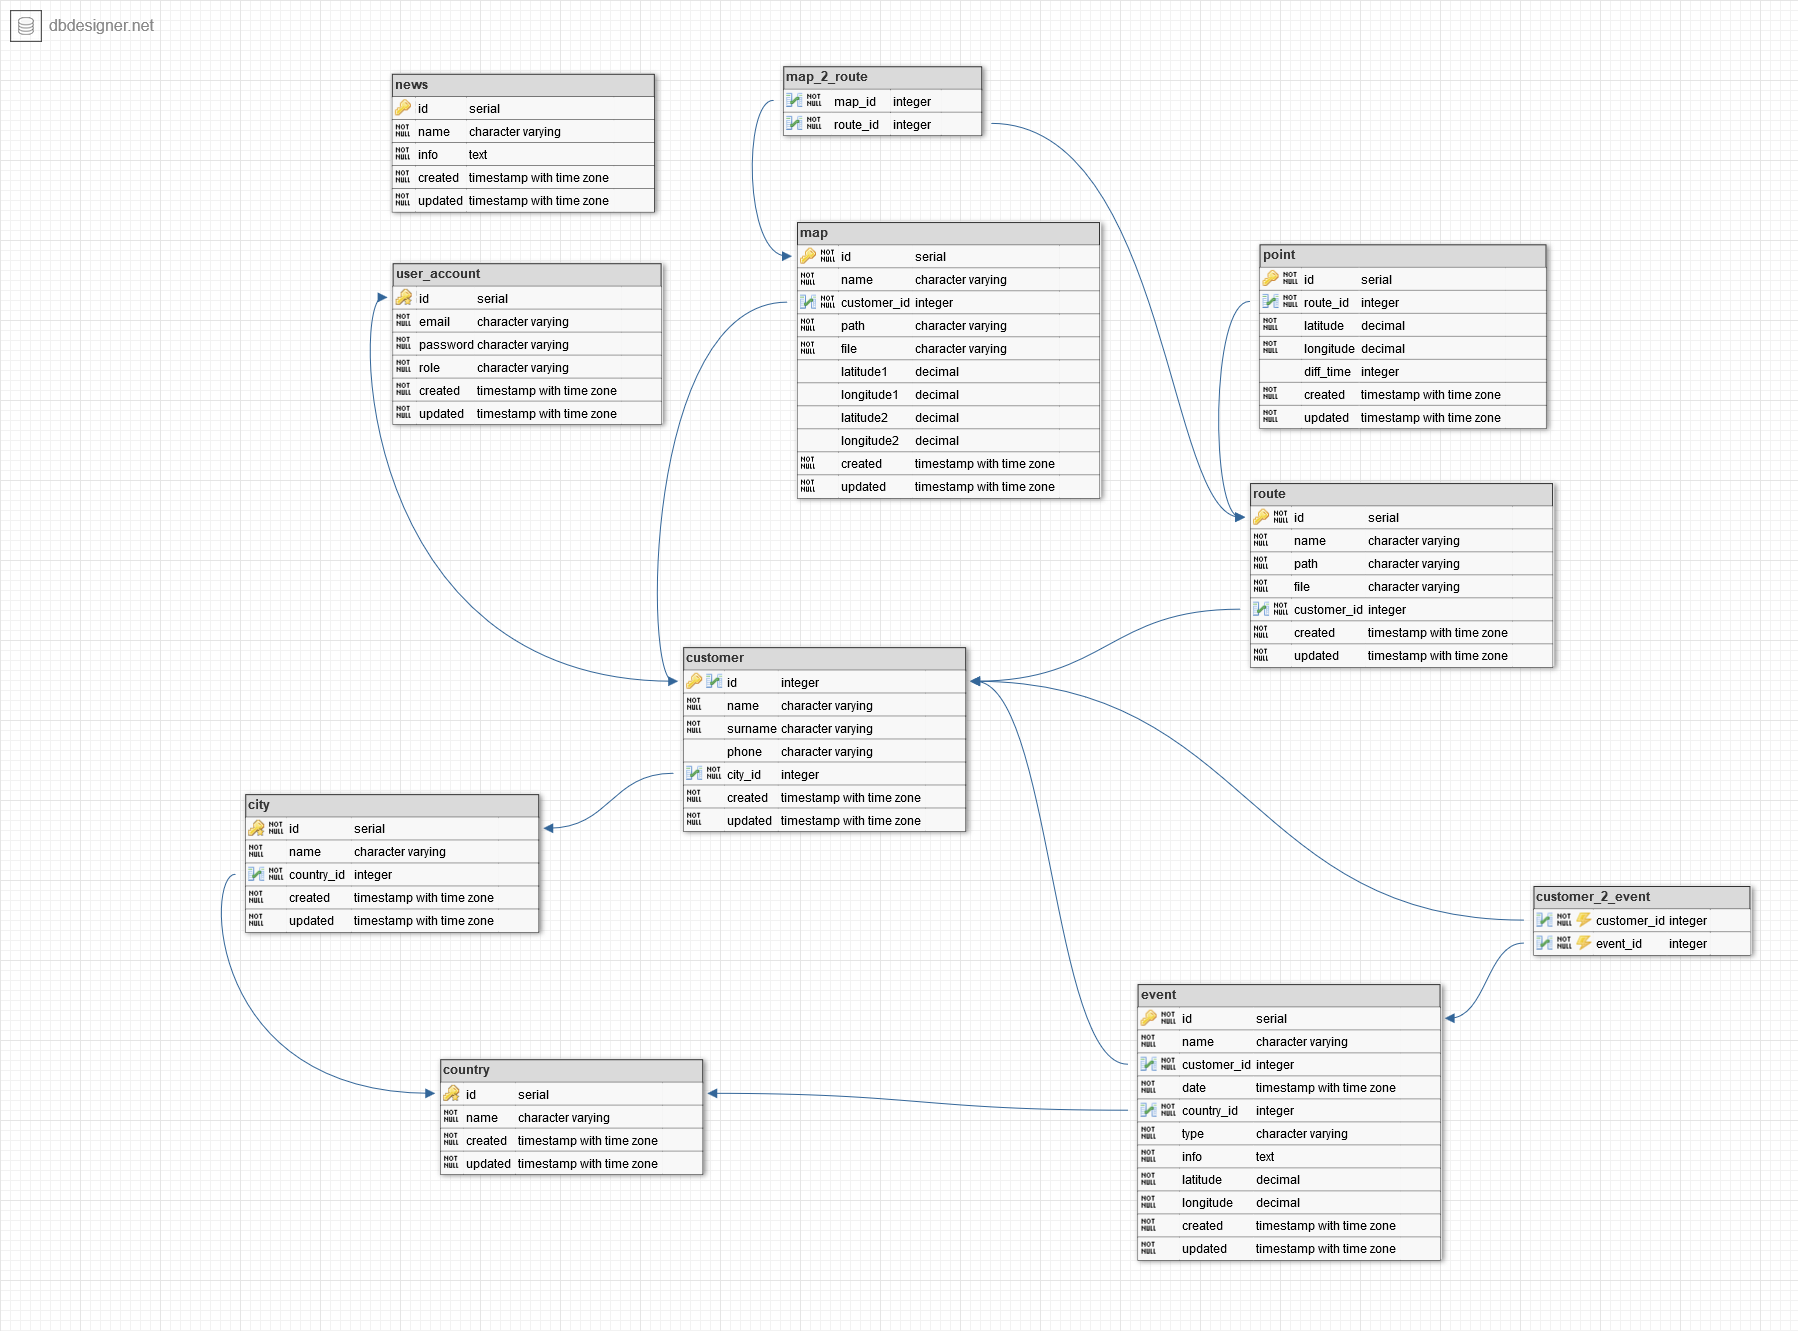 dbdesigner.net
news
id serial
NOT NULL name character varying
NOT NULL info text
NOT NULL created timestamp with time zone
NOT NULL updated timestamp with time zone
map_2_route
NOT NULL map_id integer
NOT NULL route_id integer
user_account
id serial
NOT NULL email character varying
NOT NULL password character varying
NOT NULL role character varying
NOT NULL created timestamp with time zone
NOT NULL updated timestamp with time zone
map
NOT NULL id serial
NOT NULL name character varying
NOT NULL customer_id integer
NOT NULL path character varying
NOT NULL file character varying
latitude1 decimal
longitude1 decimal
latitude2 decimal
longitude2 decimal
NOT NULL created timestamp with time zone
NOT NULL updated timestamp with time zone
point
NOT NULL id serial
NOT NULL route_id integer
NOT NULL latitude decimal
NOT NULL longitude decimal
diff_time integer
NOT NULL created timestamp with time zone
NOT NULL updated timestamp with time zone
route
NOT NULL id serial
NOT NULL name character varying
NOT NULL path character varying
NOT NULL file character varying
NOT NULL customer_id integer
NOT NULL created timestamp with time zone
NOT NULL updated timestamp with time zone
customer
id integer
NOT NULL name character varying
NOT NULL surname character varying
phone character varying
NOT NULL city_id integer
NOT NULL created timestamp with time zone
NOT NULL updated timestamp with time zone
city
NOT NULL id serial
NOT NULL name character varying
NOT NULL country_id integer
NOT NULL created timestamp with time zone
NOT NULL updated timestamp with time zone
customer_2_event
NOT NULL customer_id integer
NOT NULL event_id integer
event
NOT NULL id serial
NOT NULL name character varying
NOT NULL customer_id integer
NOT NULL date timestamp with time zone
NOT NULL country_id integer
NOT NULL type character varying
NOT NULL info text
NOT NULL latitude decimal
NOT NULL longitude decimal
NOT NULL created timestamp with time zone
NOT NULL updated timestamp with time zone
country
id serial
NOT NULL name character varying
NOT NULL created timestamp with time zone
NOT NULL updated timestamp with time zone